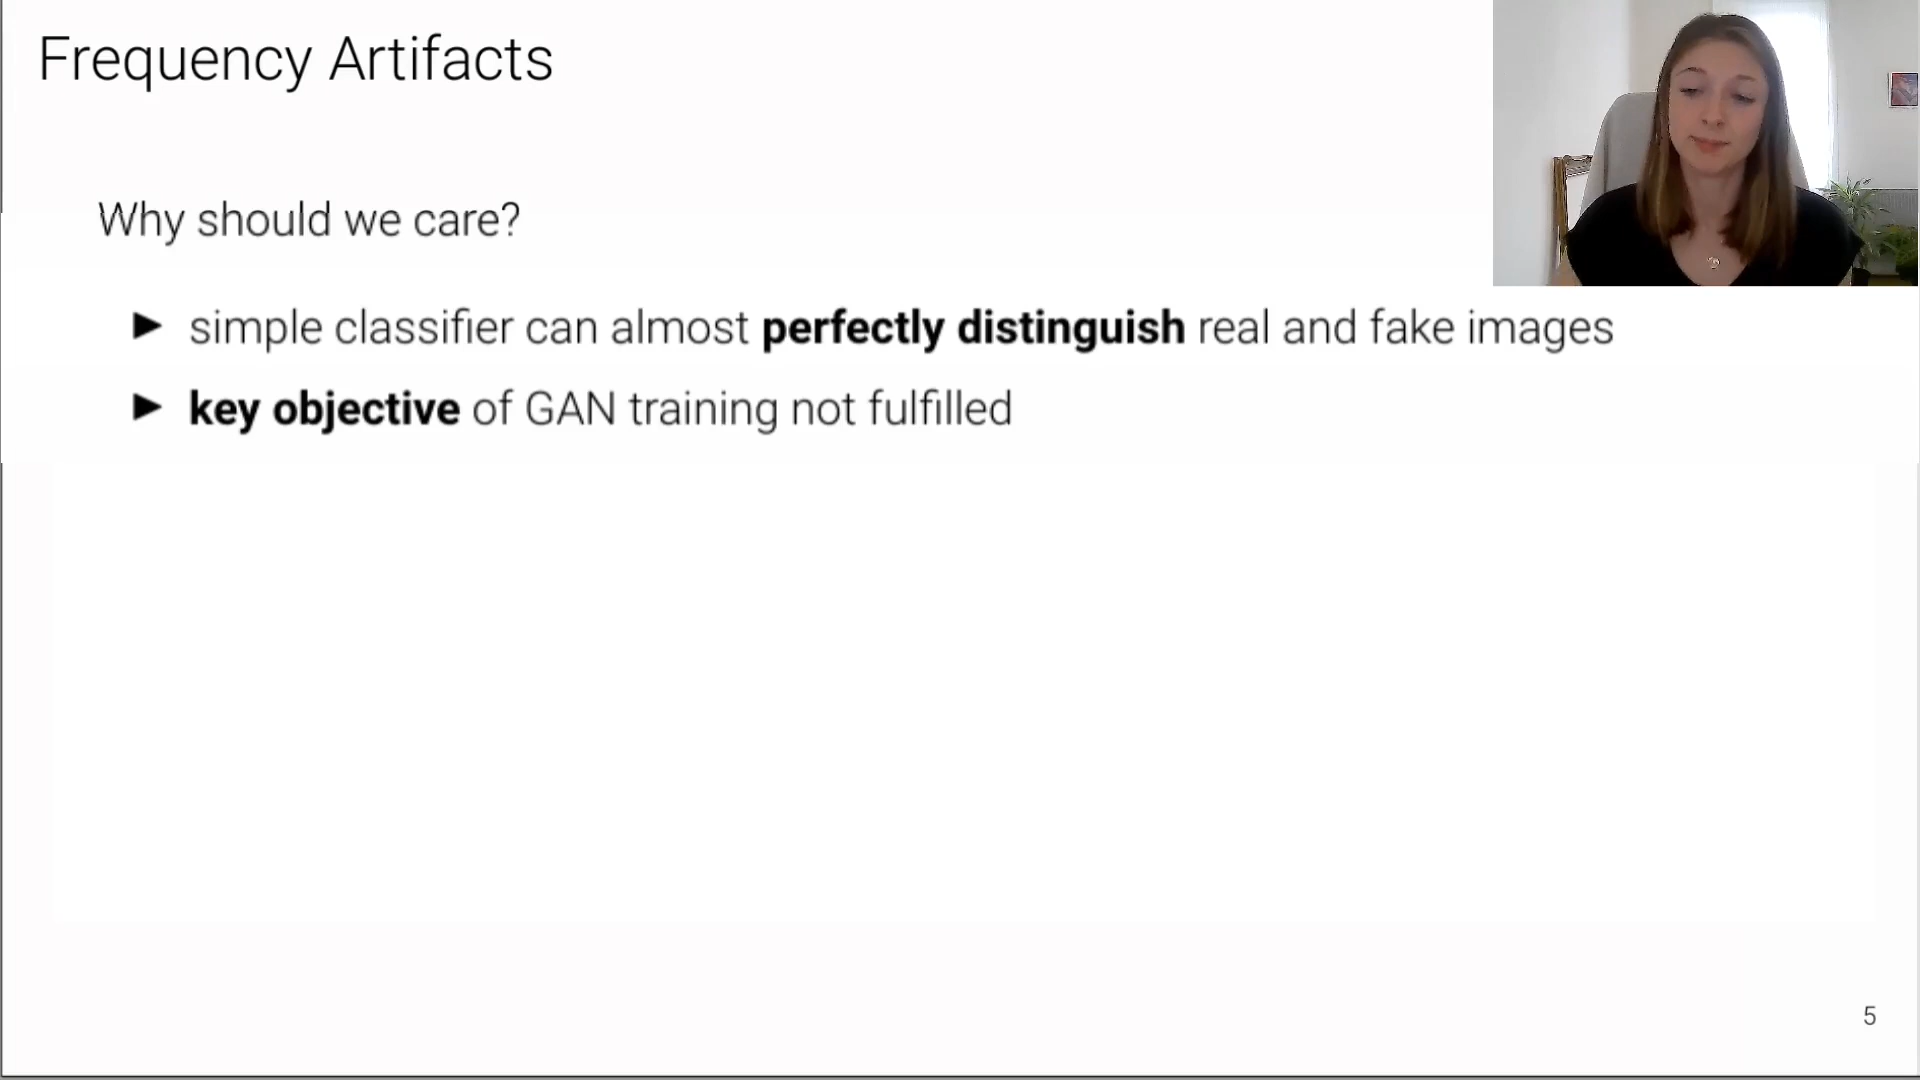 Frequency Artifacts
Why should we care?
► simple classifier can almost perfectly distinguish real and fake images
► key objective of GAN training not fulfilled
5